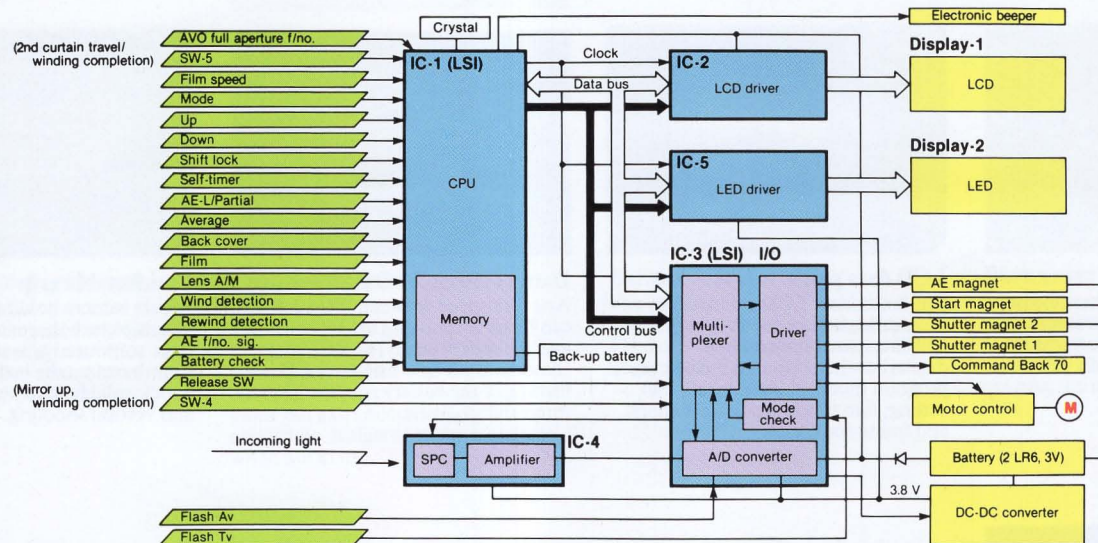 Crystal
Electronic beeper
(2nd curtain travel/
winding completion)
AVO full aperture f/no.
SW-5
Film speed
Mode
Up
Down
Shift lock
Self-timer
AE-L/Partial
Average
Back cover
Film
Lens A/M
Wind detection
Rewind detection
AE f/no. sig.
Battery check
(Mirror up,
winding completion)
Release SW
SW-4
Incoming light
Flash Av
Flash Tv
IC-1 (LSI)
CPU
Memory
Back-up battery
Clock
Data bus
Control bus
IC-2
LCD driver
Display-1
LCD
IC-5
LED driver
Display-2
LED
IC-3 (LSI) I/O
Multi-
plexer
Driver
Mode
check
A/D converter
IC-4
SPC
Amplifier
AE magnet
Start magnet
Shutter magnet 2
Shutter magnet 1
Command Back 70
Motor control
M
Battery (2 LR6, 3V)
3.8 V
DC-DC converter